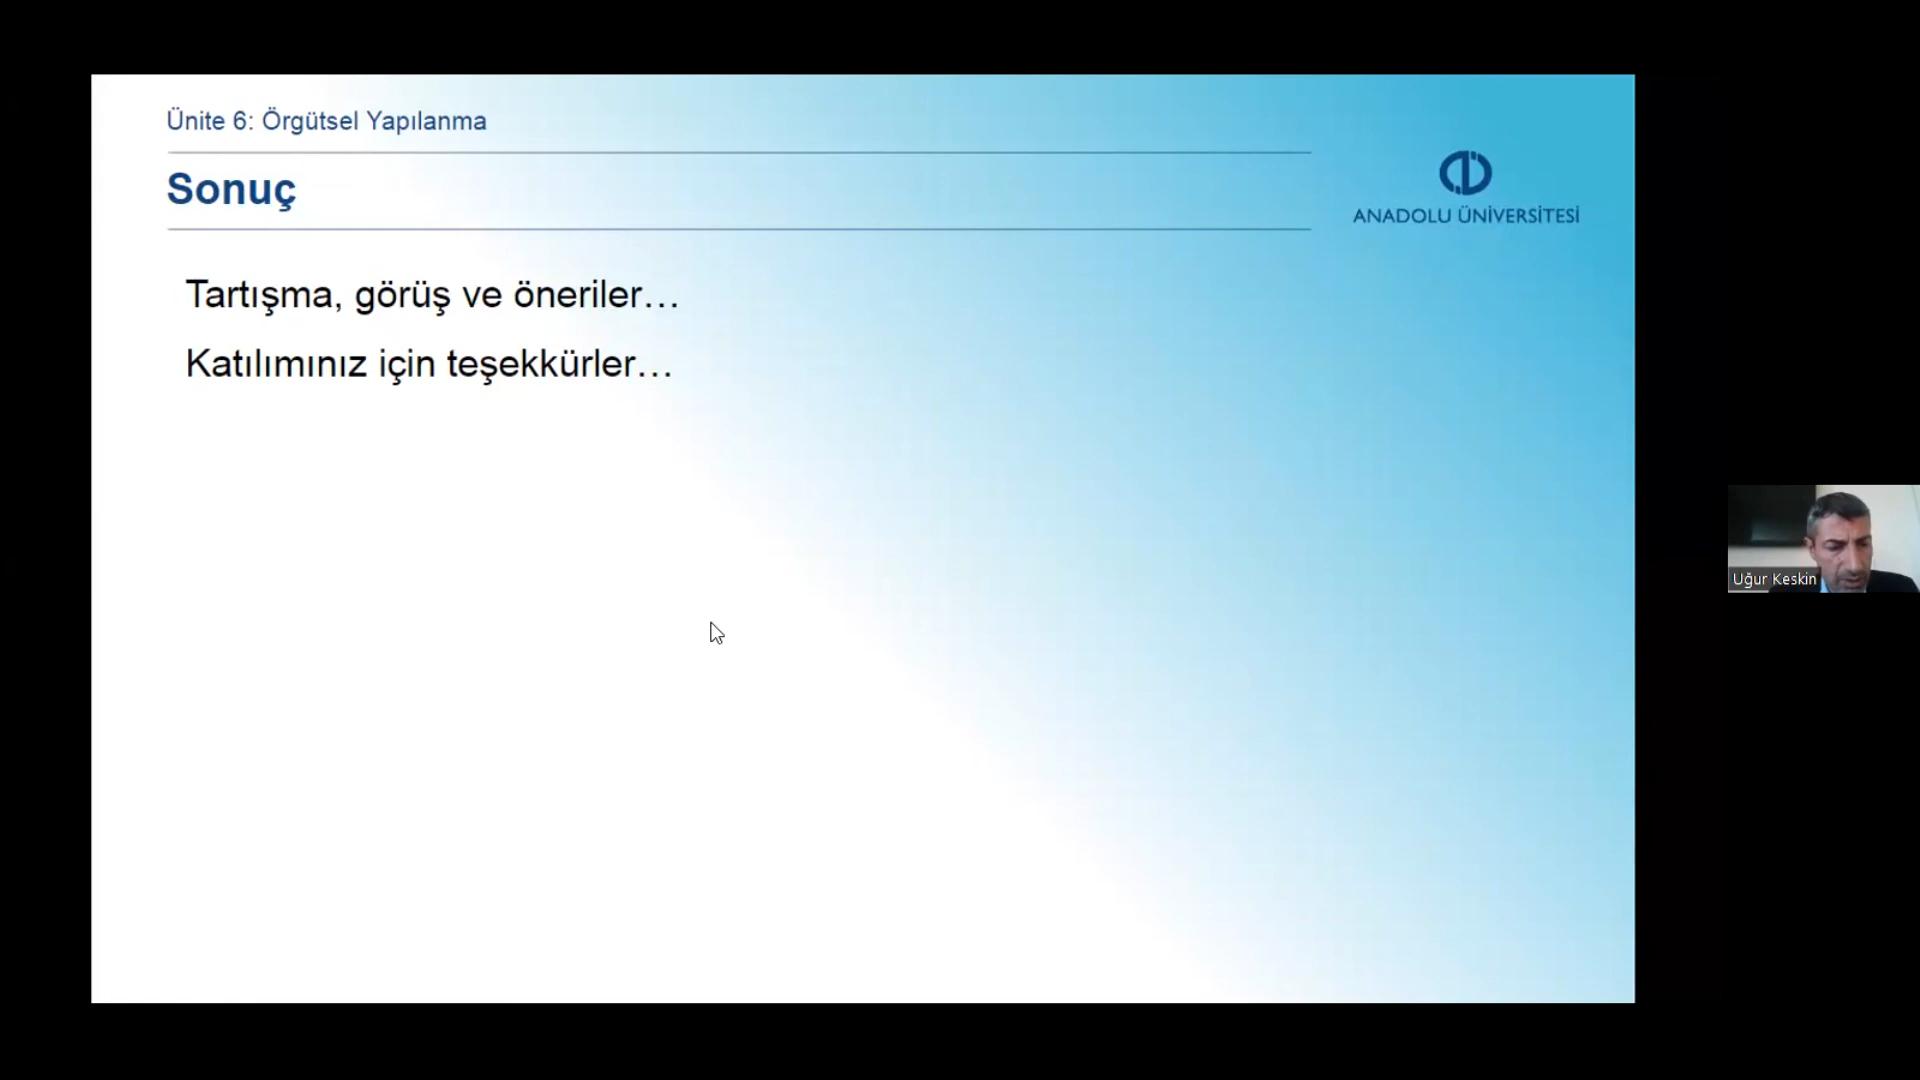 Ünite 6: Örgütsel Yapılanma
Sonuç
ANADOLU ÜNİVERSİTESİ
Tartışma, görüş ve öneriler…
Katılımınız için teşekkürler…
Uğur Keskin